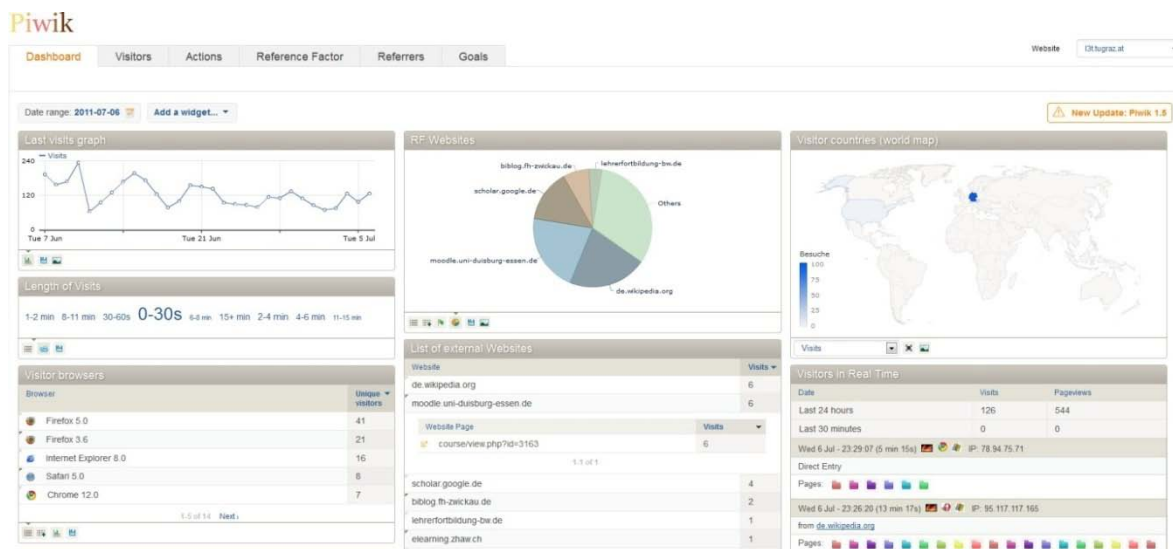 Piwik
Dashboard Visitors Actions Reference Factor Referrers Goals
Website
Date range: 2011-07-06
Add a widget...
New Update: Piwik 1.5
Last visits graph
Visits
240
120
0
Tue 7 Jun Tue 21 Jun Tue 5 Jul
Length of Visits
1-2 min 8-11 min 30-60s 0-30s 6-8 min 15+ min 2-4 min 4-6 min 11-15 min
Visitor browsers
Browser Unique visitors
Firefox 5.0 41
Firefox 3.6 21
Internet Explorer 8.0 16
Safari 5.0 8
Chrome 12.0 7
1-5 of 14 Next›
RF Websites
biblog.fh-zwickau.de
lehrerfortbildung-bw.de
scholar.google.de
Others
moodle.uni-duisburg-essen.de
de.wikipedia.org
List of external Websites
Website Visits
de.wikipedia.org 6
moodle.uni-duisburg-essen.de 6
Website Page Visits
course/view.php?id=3163 6
1-1 of 1
scholar.google.de 4
biblog.fh-zwickau.de 2
lehrerfortbildung-bw.de 1
elearning.zhaw.ch 1
Visitor countries (world map)
Besuche
100
75
50
25
0
Visits
Visitors in Real Time
Date Visits Pageviews
Last 24 hours 126 544
Last 30 minutes 0 0
Wed 6 Jul - 23:29:07 (5 min 15s) IP: 78.94.75.71
Direct Entry
Pages:
Wed 6 Jul - 23:26:20 (13 min 17s) IP: 95.117.117.165
from de.wikipedia.org
Pages: